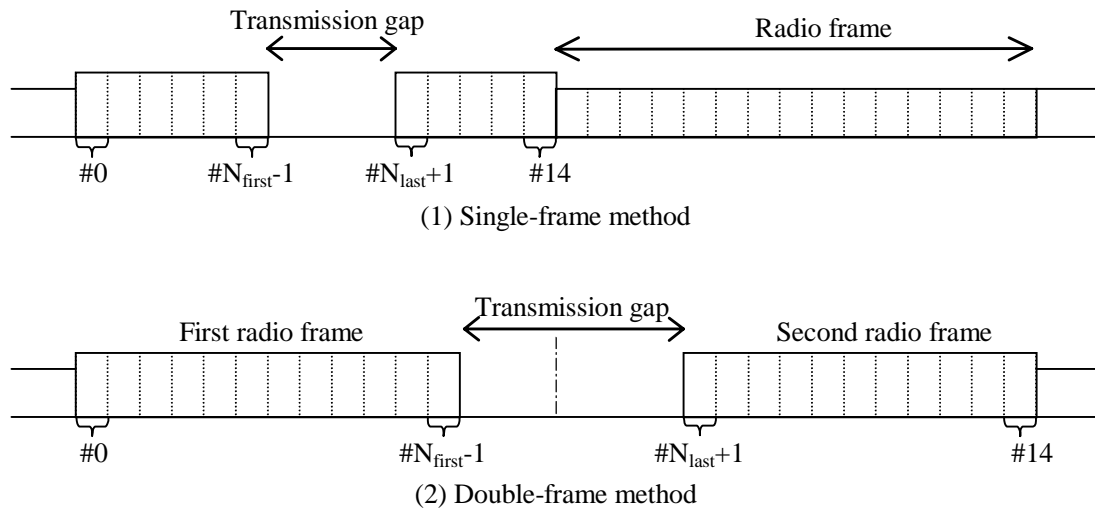 Transmission gap
Radio frame
#0 #Nfirst-1 #Nlast+1 #14
(1) Single-frame method
Transmission gap
First radio frame Second radio frame
#0 #Nfirst-1 #Nlast+1 #14
(2) Double-frame method